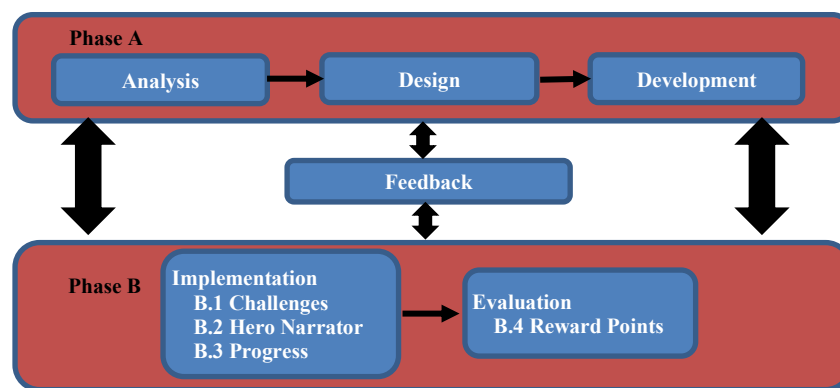 Phase A
Analysis
Design
Development
Feedback
Phase B
Implementation
B.1 Challenges
B.2 Hero Narrator
B.3 Progress
Evaluation
B.4 Reward Points